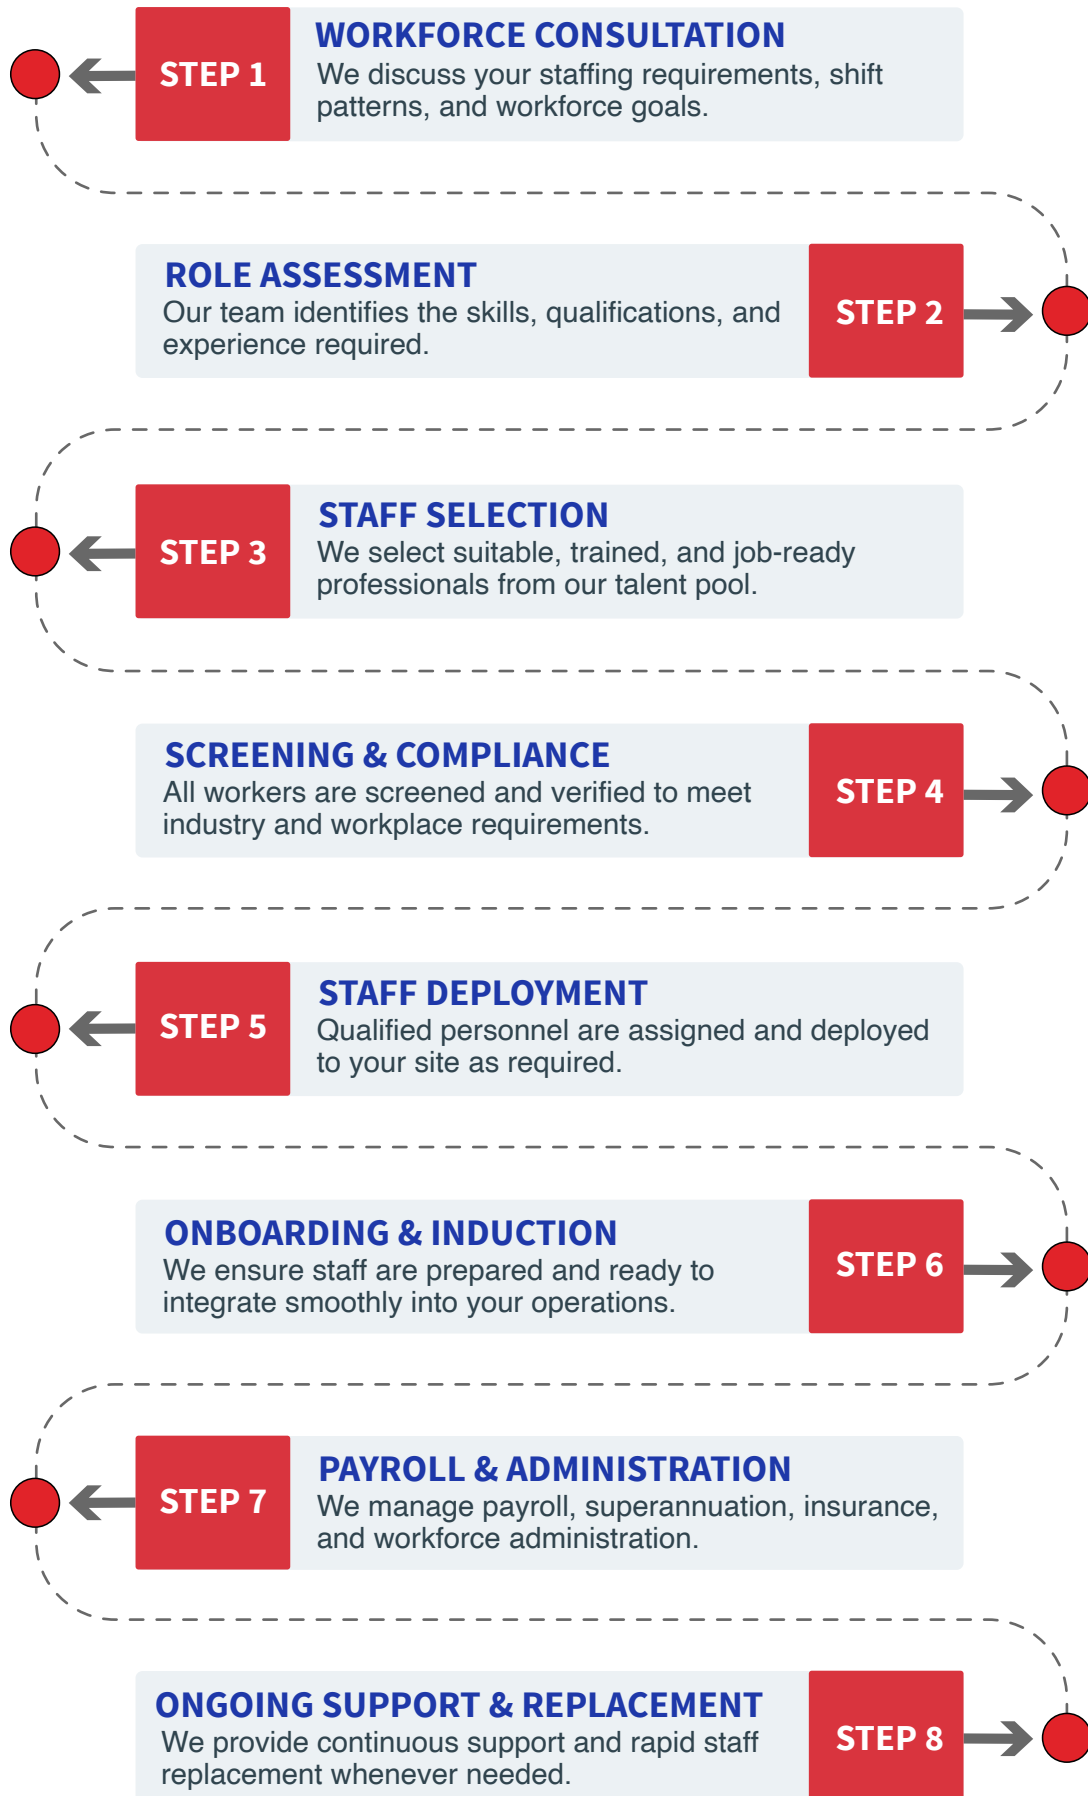 STEP 1
WORKFORCE CONSULTATION
We discuss your staffing requirements, shift
patterns, and workforce goals.
ROLE ASSESSMENT
Our team identifies the skills, qualifications, and
experience required.
STEP 2
STEP 3
STAFF SELECTION
We select suitable, trained, and job-ready
professionals from our talent pool.
SCREENING & COMPLIANCE
All workers are screened and verified to meet
industry and workplace requirements.
STEP 4
STEP 5
STAFF DEPLOYMENT
Qualified personnel are assigned and deployed
to your site as required.
ONBOARDING & INDUCTION
We ensure staff are prepared and ready to
integrate smoothly into your operations.
STEP 6
STEP 7
PAYROLL & ADMINISTRATION
We manage payroll, superannuation, insurance,
and workforce administration.
ONGOING SUPPORT & REPLACEMENT
We provide continuous support and rapid staff
replacement whenever needed.
STEP 8